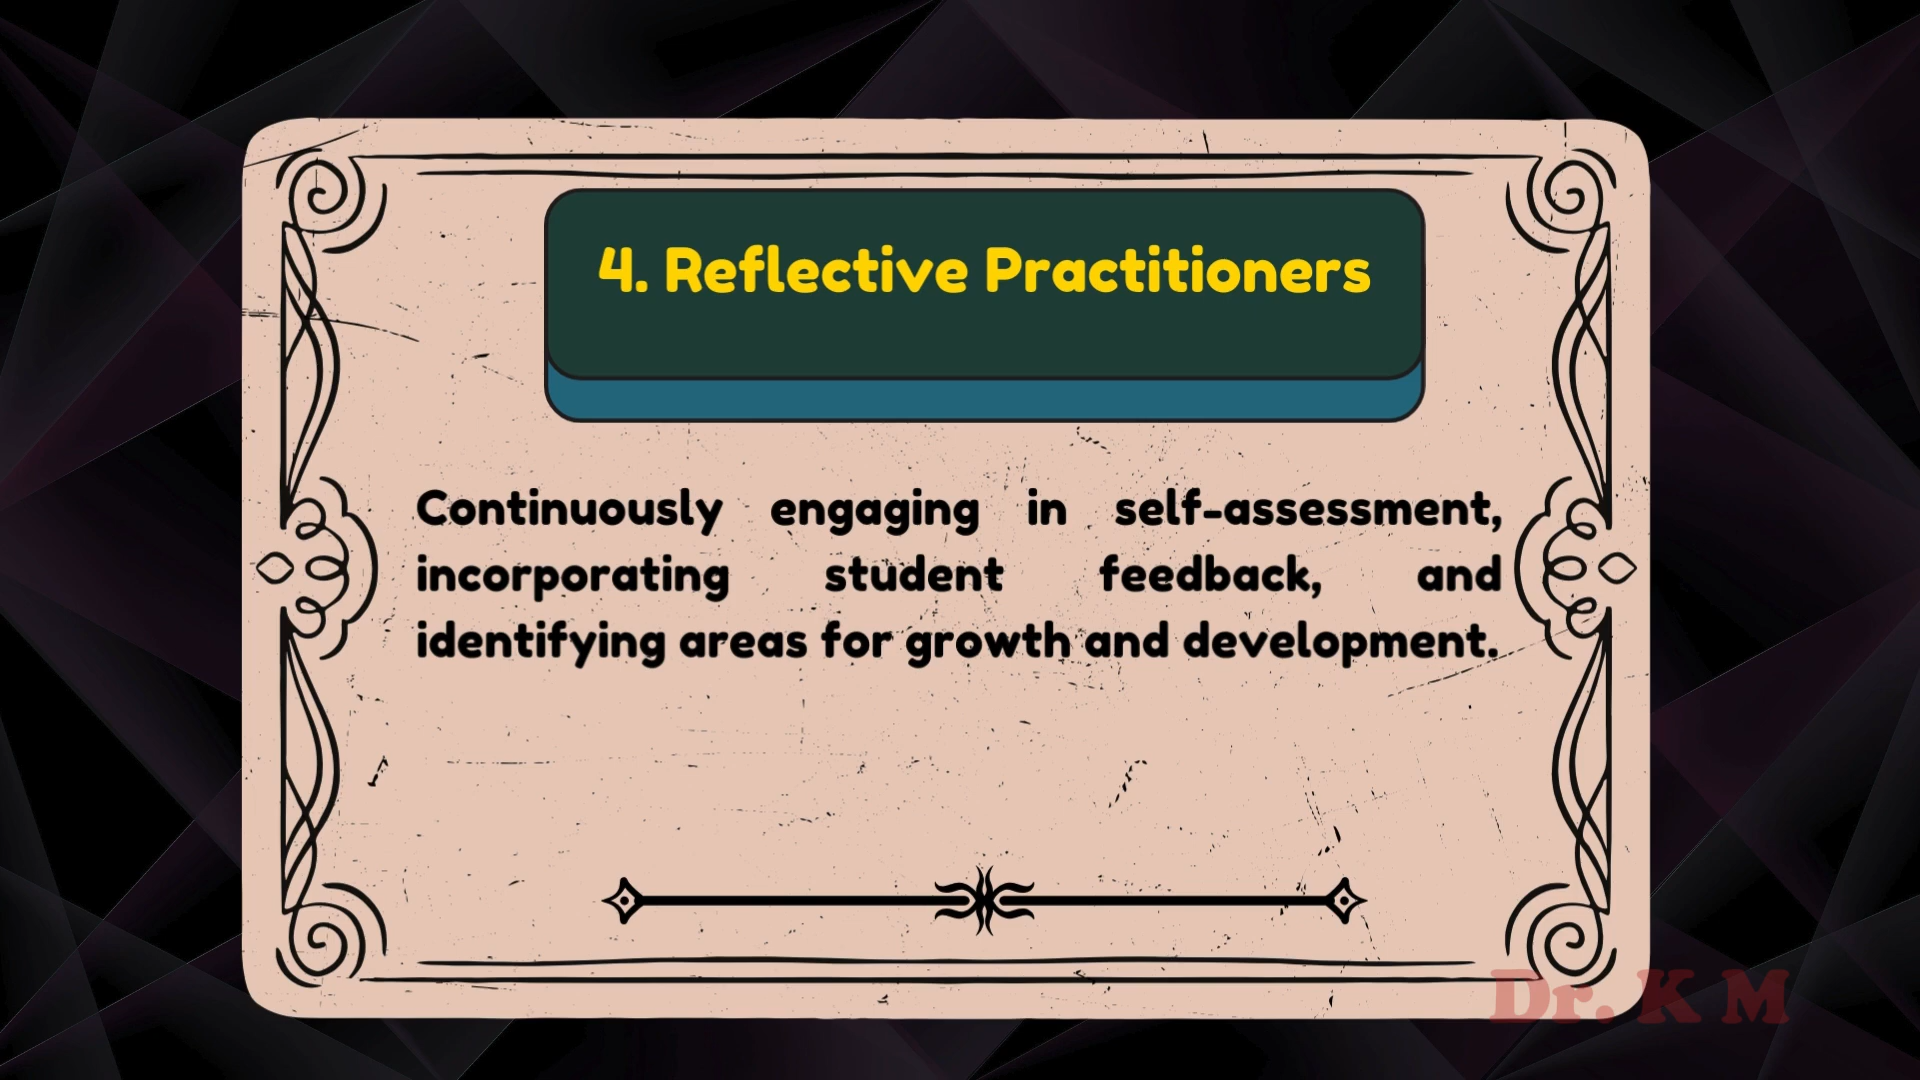 4. Reflective Practitioners
Continuously engaging in self-assessment,
incorporating student feedback, and
identifying areas for growth and development.
Dr. K M